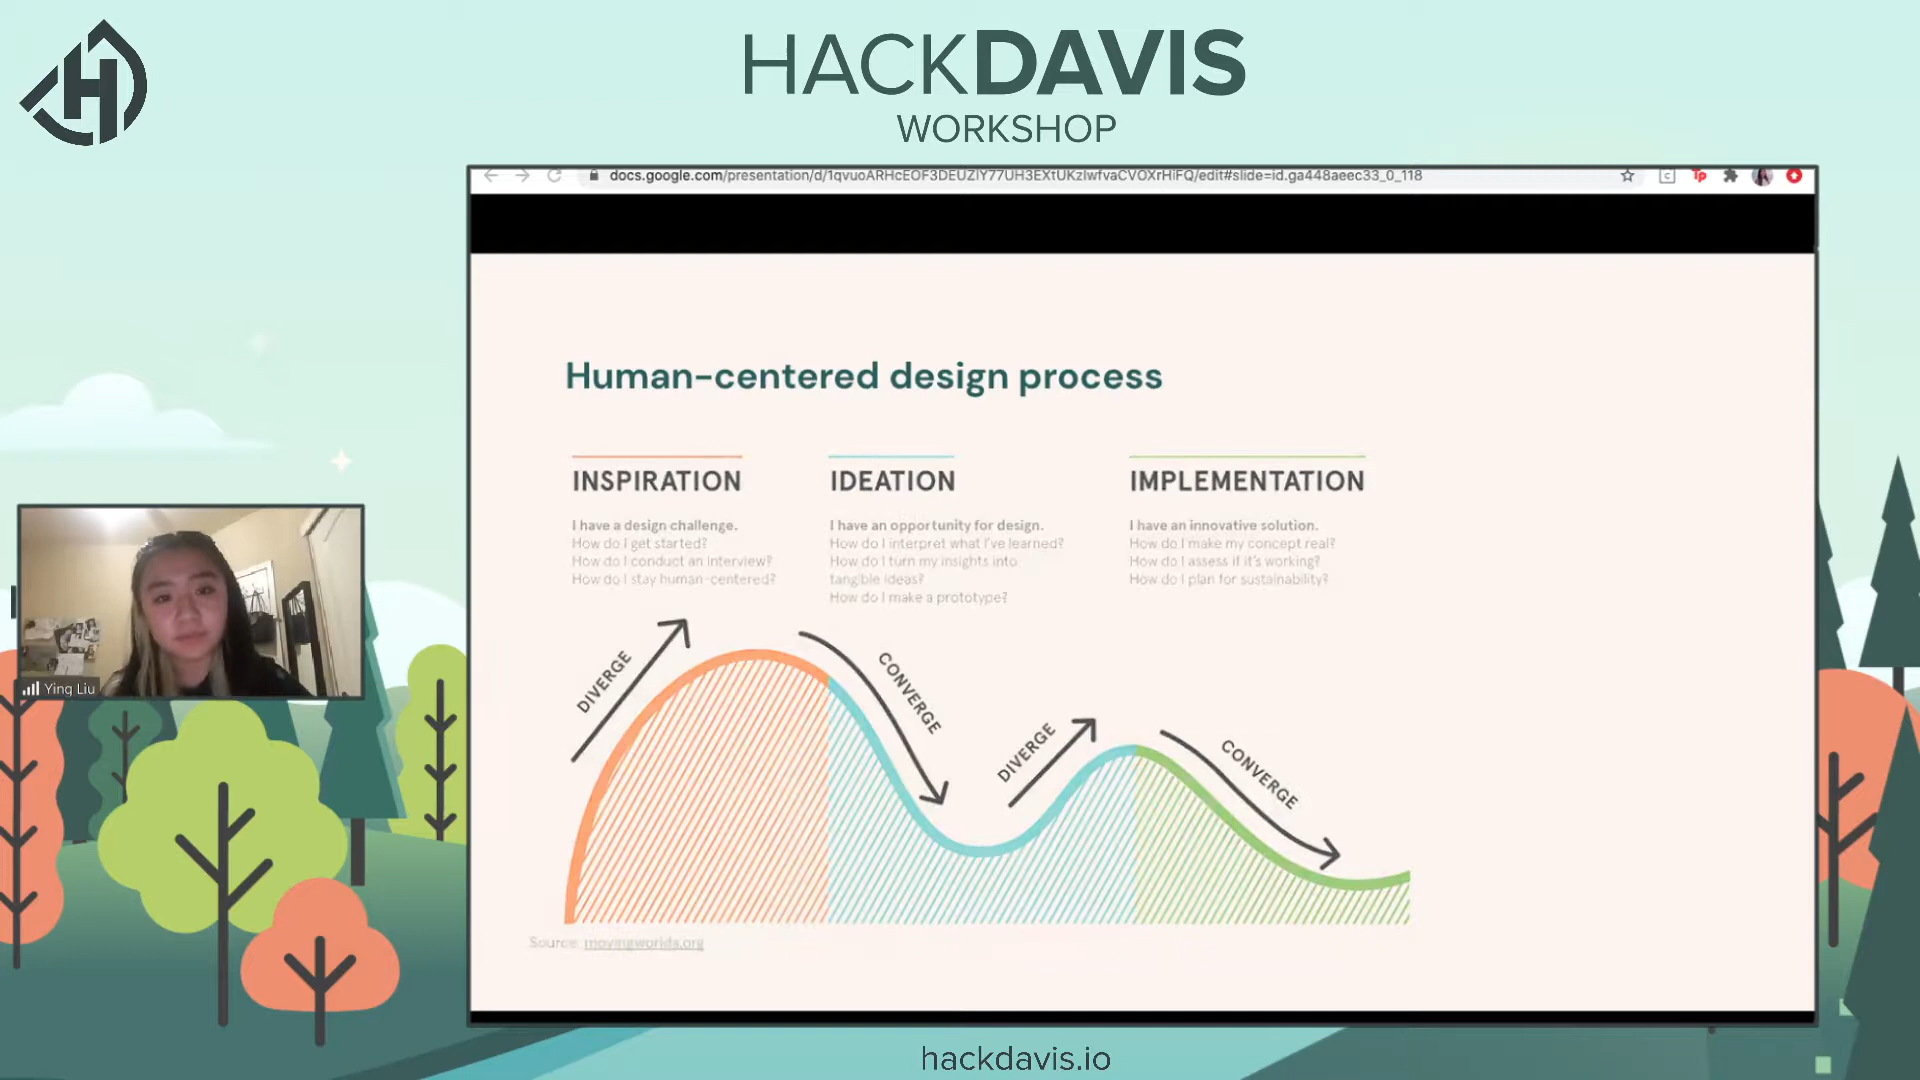 HACKDAVIS
WORKSHOP
docs.google.com/presentation/d/1qvuoARHcEOF3DEUZIY77UH3EXtUKzIwfvaCVOXrHiFQ/edit#slide=id.ga448aeec33_0_118
Human-centered design process
INSPIRATION
I have a design challenge.
How do I get started?
How do I conduct an interview?
How do I stay human-centered?
IDEATION
I have an opportunity for design.
How do I interpret what I've learned?
How do I turn my insights into
tangible ideas?
How do I make a prototype?
IMPLEMENTATION
I have an innovative solution.
How do I make my concept real?
How do I assess if it's working?
How do I plan for sustainability?
DIVERGE
CONVERGE
DIVERGE
CONVERGE
Source: movingworlds.org
Ying Liu
hackdavis.io